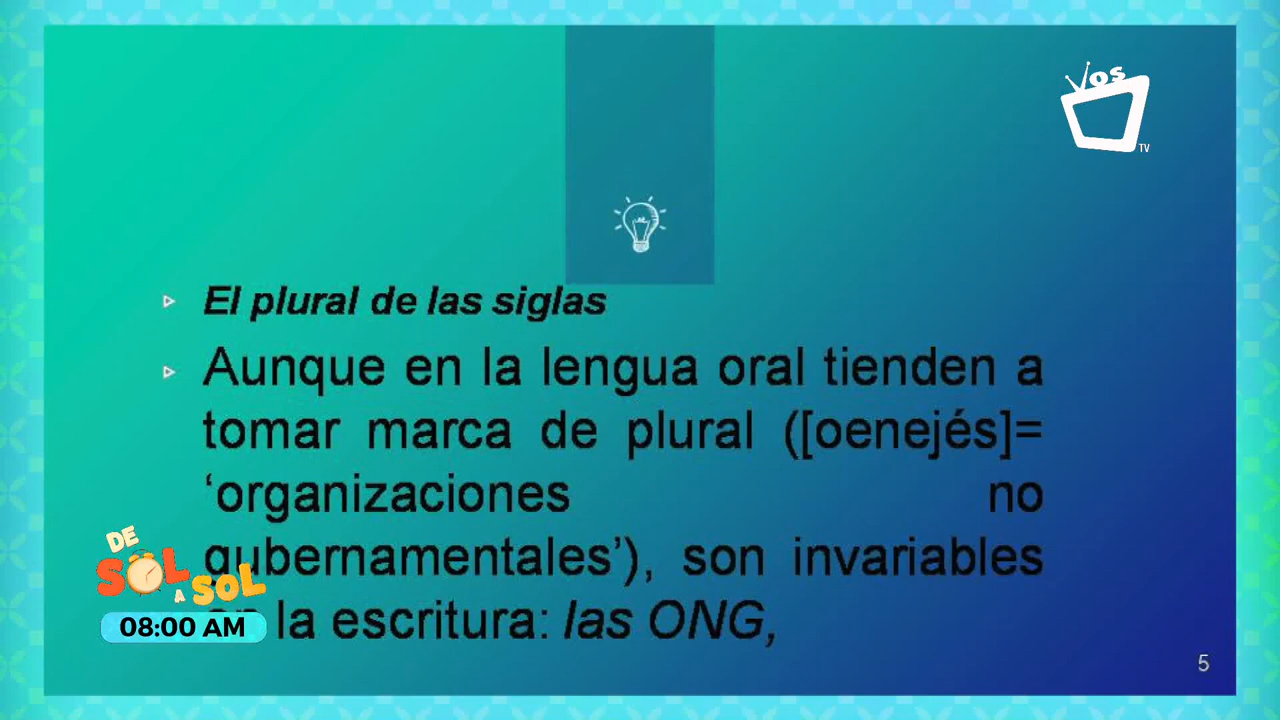 VOS
TV
El plural de las siglas
Aunque en la lengua oral tienden a
tomar marca de plural ([oenejés]=
‘organizaciones no
gubernamentales’), son invariables
en la escritura: las ONG,
DE
SOL
A SOL
08:00 AM
5